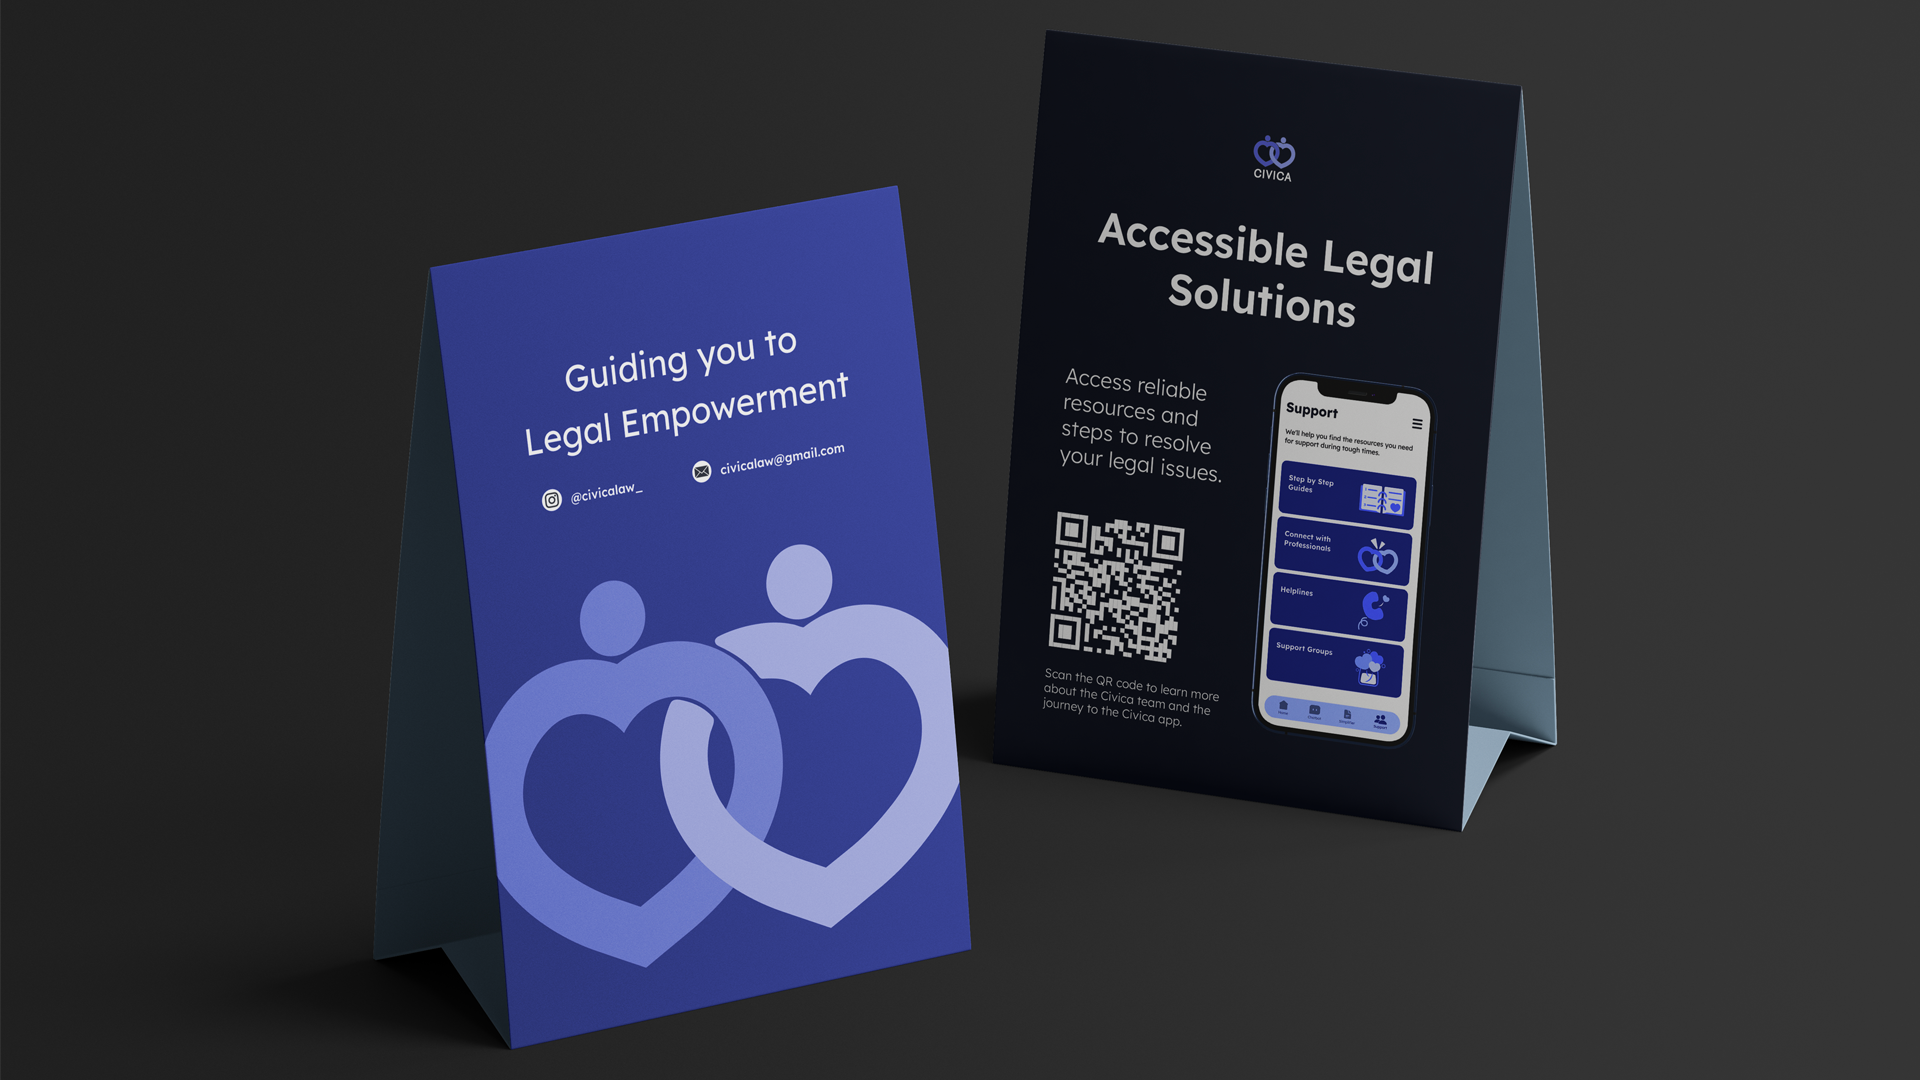 Guiding you to
Legal Empowerment
@civicalaw_
civicalaw@gmail.com
CIVICA
Accessible Legal
Solutions
Access reliable
resources and
steps to resolve
your legal issues.
Scan the QR code to learn more
about the Civica team and the
journey to the Civica app.
Support
We'll help you find the resources you need
for support during tough times.
Step by Step
Guides
Connect with
Professionals
Helplines
Support Groups
Home
Support